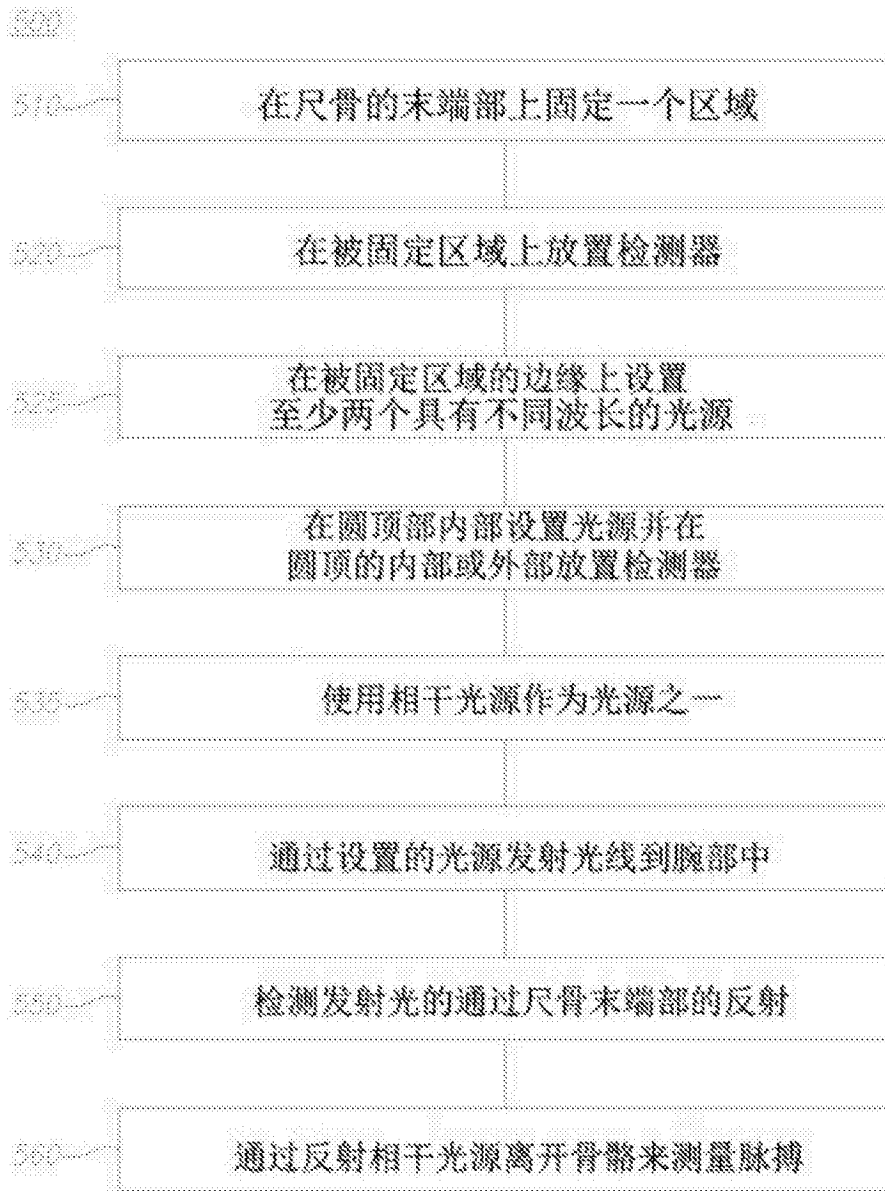 500
510
在尺骨的末端部上固定一个区域
520
在被固定区域上放置检测器
525
在被固定区域的边缘上设置
至少两个具有不同波长的光源
530
在圆顶部内部设置光源并在
圆顶的内部或外部放置检测器
535
使用相干光源作为光源之一
540
通过设置的光源发射光线到腕部中
550
检测发射光的通过尺骨末端部的反射
560
通过反射相干光源离开骨骼来测量脉搏